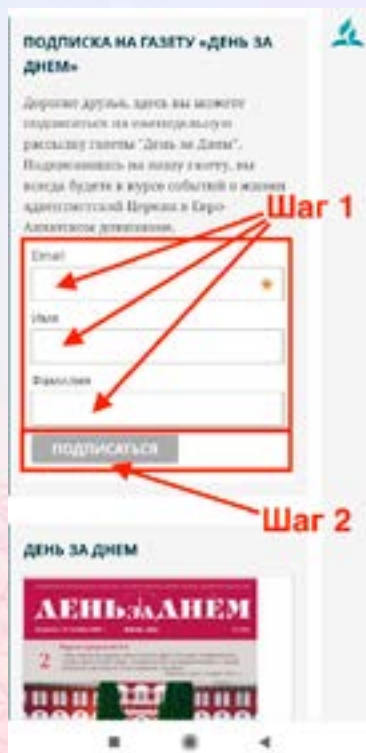 ПОДПИСКА НА ГАЗЕТУ «ДЕНЬ ЗА
ДНЕМ»
Дорогие друзья, здесь вы можете
подписаться на еженедельную
рассылку газеты "День за Днем".
Подписавшись на нашу газету, вы
всегда будете в курсе событий о жизни
адвентистской Церкви в Евро-
Азиатском дивизионе.
Шаг 1
Email
Имя
Фамилия
ПОДПИСАТЬСЯ
Шаг 2
ДЕНЬ ЗА ДНЕМ
ДЕНЬ за ДНЕМ
2